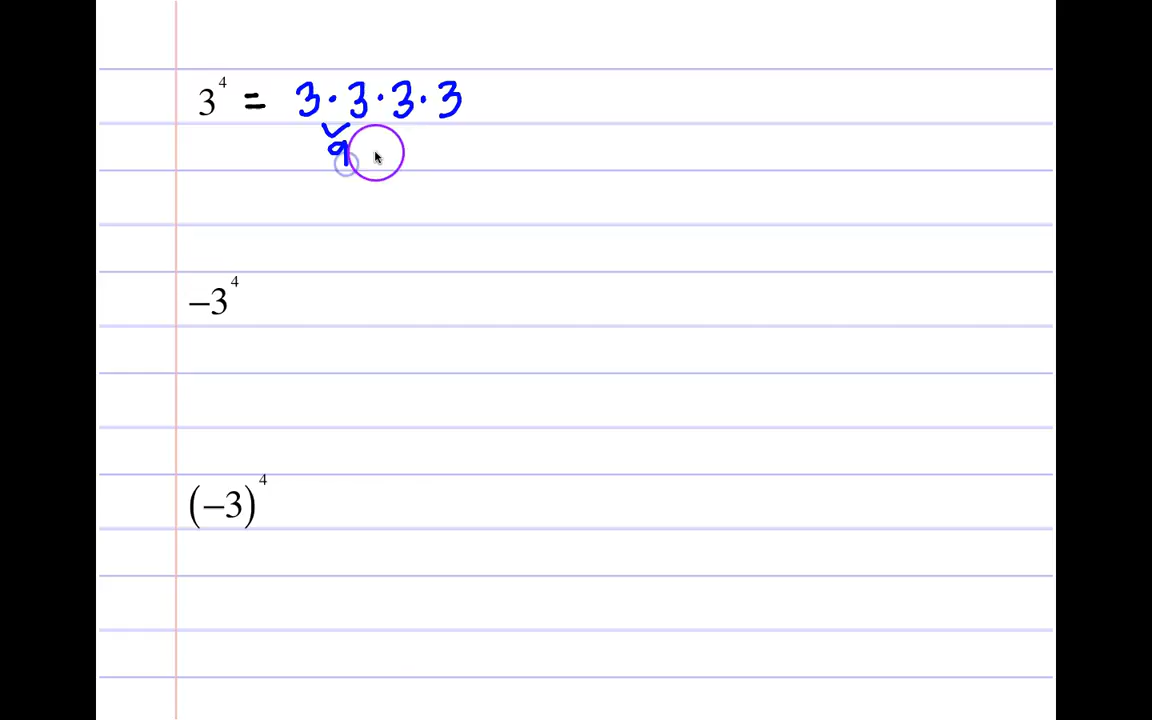 3⁴ = 3 · 3 · 3 · 3
9
−3⁴
(−3)⁴